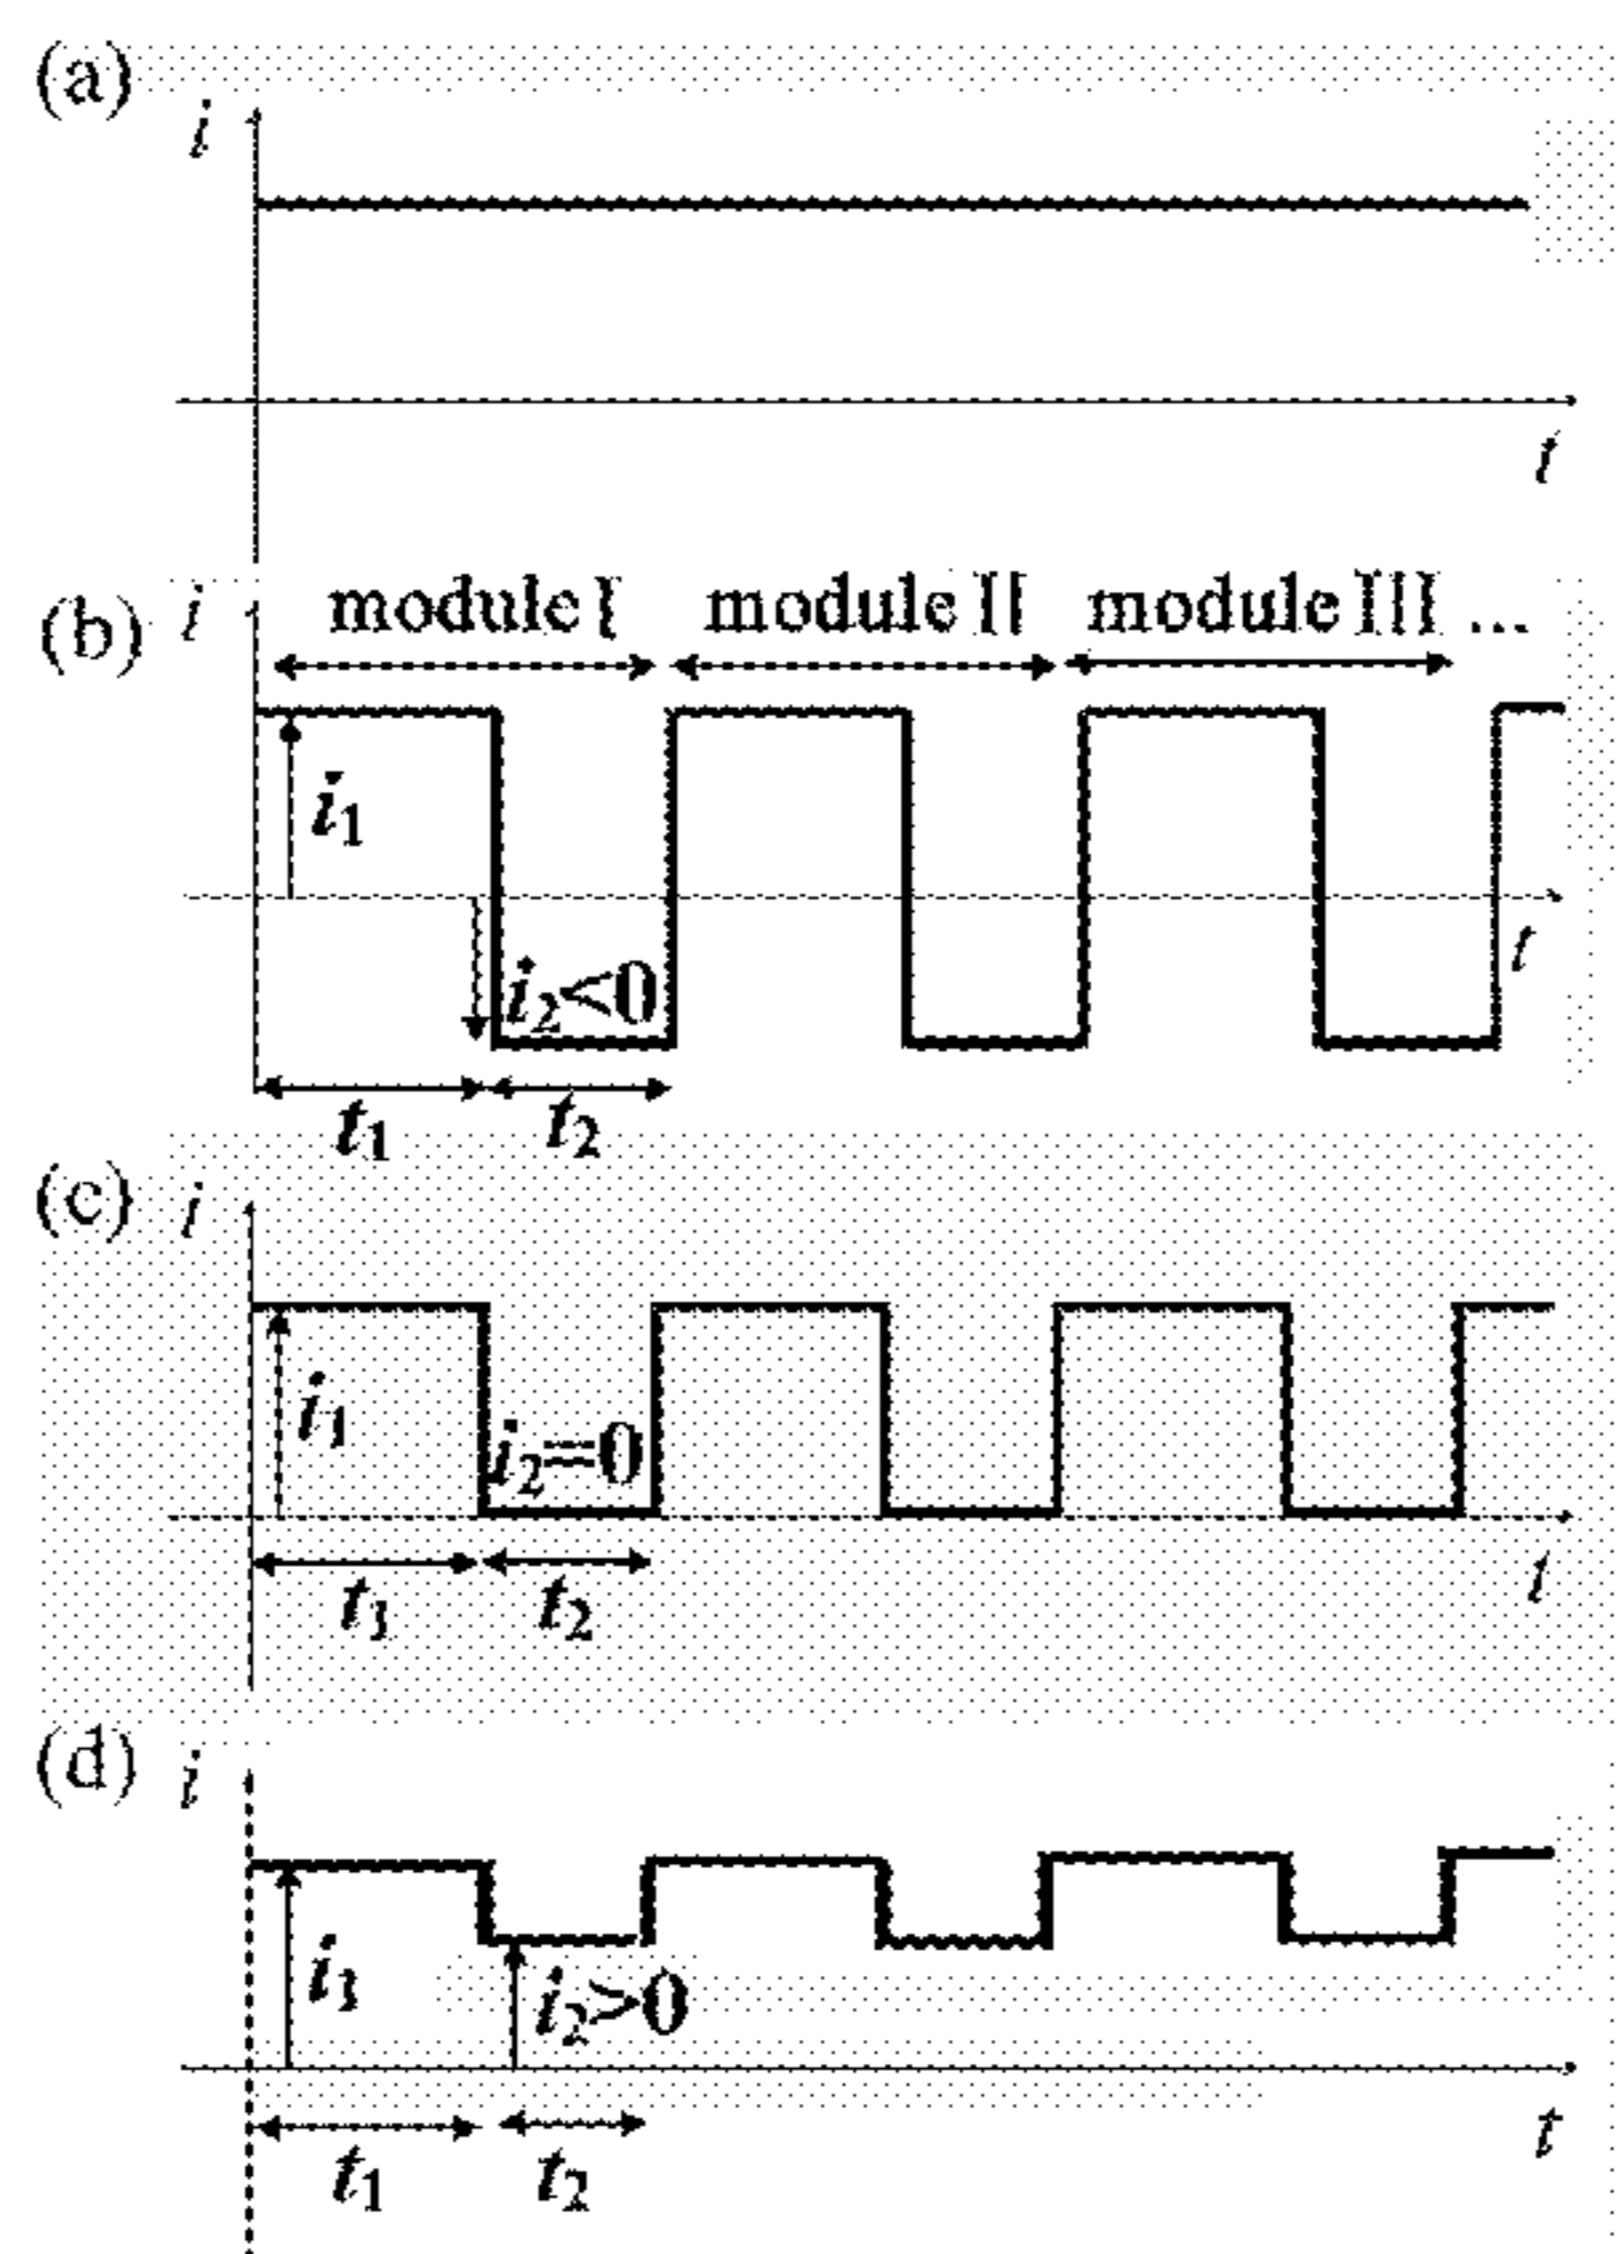 (a)
i
t
(b) i module I module II module III ...
i₁
i₂<0
t
t₁ t₂
(c) i
i₁
i₂=0
t₁ t₂ t
(d) i
i₁
i₂>0
t₁ t₂ t